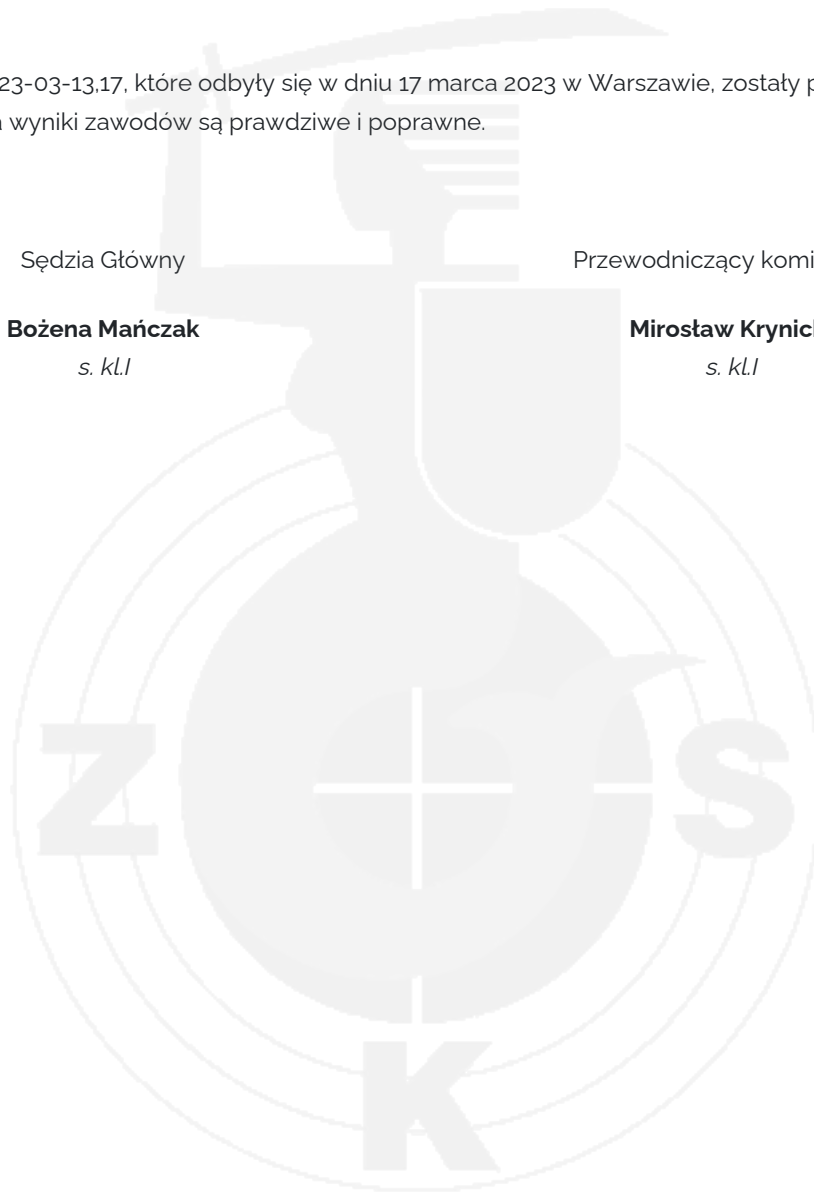 23-03-13,17, które odbyły się w dniu 17 marca 2023 w Warszawie, zostały p
wyniki zawodów są prawdziwe i poprawne.
Sędzia Główny Przewodniczący komi
Bożena Mańczak Mirosław Krynic
s. kl.I s. kl.I
Z S
K